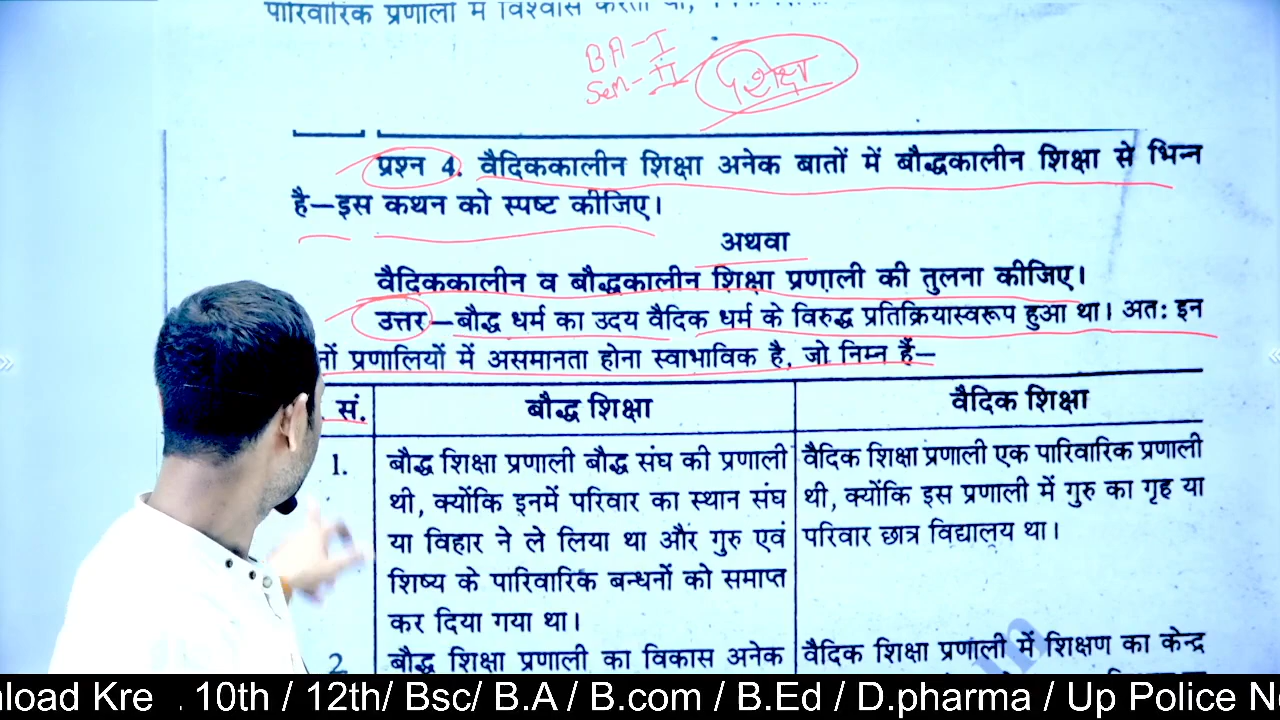 पारिवारिक प्रणाली में विश्वास करता था,
BA-I
Sem-II शिक्षा
प्रश्न 4. वैदिककालीन शिक्षा अनेक बातों में बौद्धकालीन शिक्षा से भिन्न
है—इस कथन को स्पष्ट कीजिए।
अथवा
वैदिककालीन व बौद्धकालीन शिक्षा प्रणाली की तुलना कीजिए।
उत्तर—बौद्ध धर्म का उदय वैदिक धर्म के विरुद्ध प्रतिक्रियास्वरूप हुआ था। अतः इन
प्रणालियों में असमानता होना स्वाभाविक है, जो निम्न हैं—
सं. बौद्ध शिक्षा वैदिक शिक्षा
1. बौद्ध शिक्षा प्रणाली बौद्ध संघ की प्रणाली
थी, क्योंकि इनमें परिवार का स्थान संघ
या विहार ने ले लिया था और गुरु एवं
शिष्य के पारिवारिक बन्धनों को समाप्त
कर दिया गया था।
वैदिक शिक्षा प्रणाली एक पारिवारिक प्रणाली
थी, क्योंकि इस प्रणाली में गुरु का गृह या
परिवार छात्र विद्यालय था।
2. बौद्ध शिक्षा प्रणाली का विकास अनेक
वैदिक शिक्षा प्रणाली में शिक्षण का केन्द्र
nload Kre . 10th / 12th/ Bsc/ B.A / B.com / B.Ed / D.pharma / Up Police N